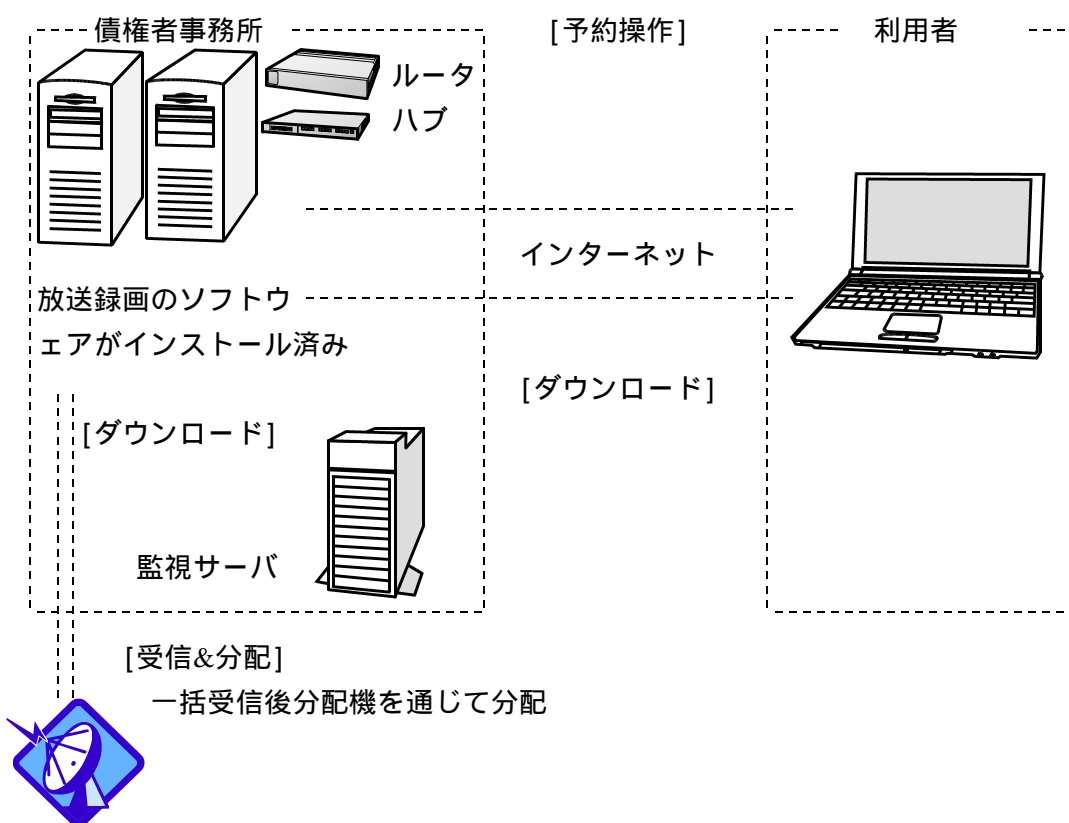 債権者事務所
[予約操作]
利用者
ルータ
ハブ
インターネット
放送録画のソフトウ
ェアがインストール済み
[ダウンロード]
[ダウンロード]
監視サーバ
[受信&分配]
一括受信後分配機を通じて分配